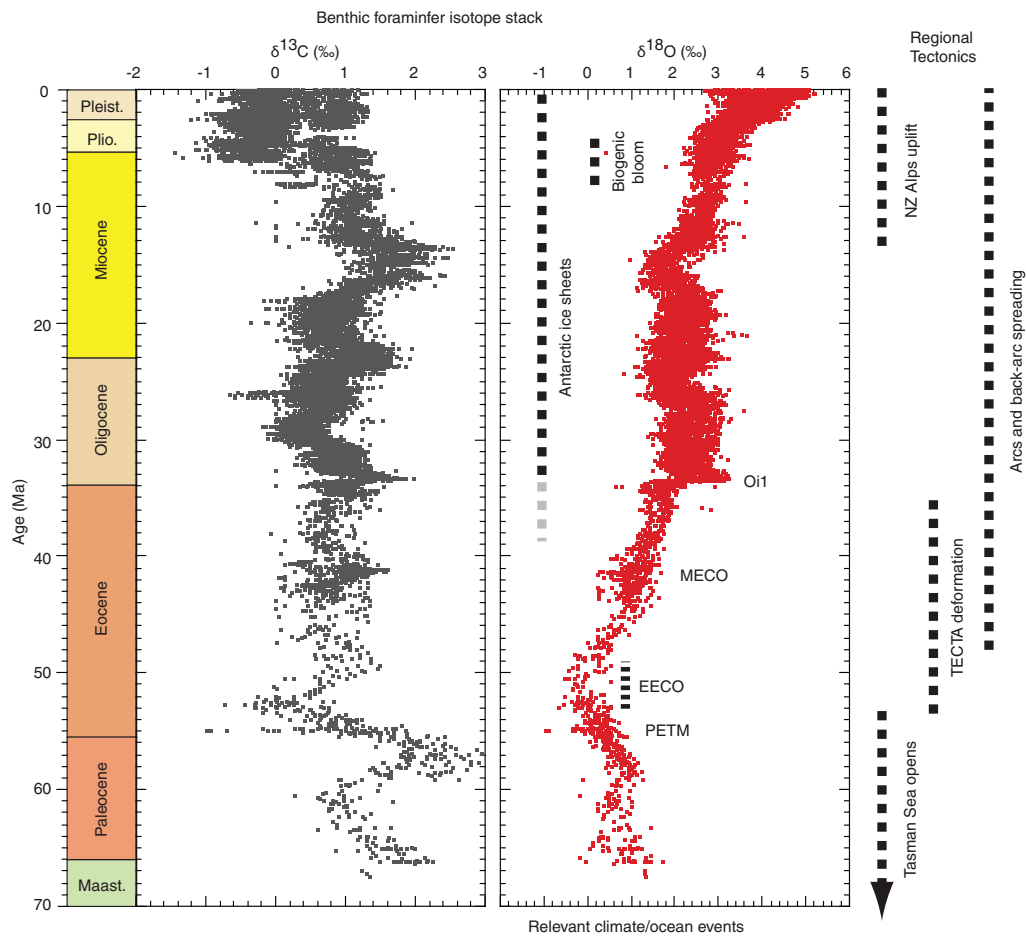 Benthic foraminfer isotope stack
δ13C (‰)
δ18O (‰)
Regional
Tectonics
-2 -1 0 1 2 3
-1 0 1 2 3 4 5 6
Age (Ma)
0
10
20
30
40
50
60
70
Pleist.
Plio.
Miocene
Oligocene
Eocene
Paleocene
Maast.
Antarctic ice sheets
Biogenic
bloom
Oi1
MECO
EECO
PETM
NZ Alps uplift
Arcs and back-arc spreading
TECTA deformation
Tasman Sea opens
Relevant climate/ocean events